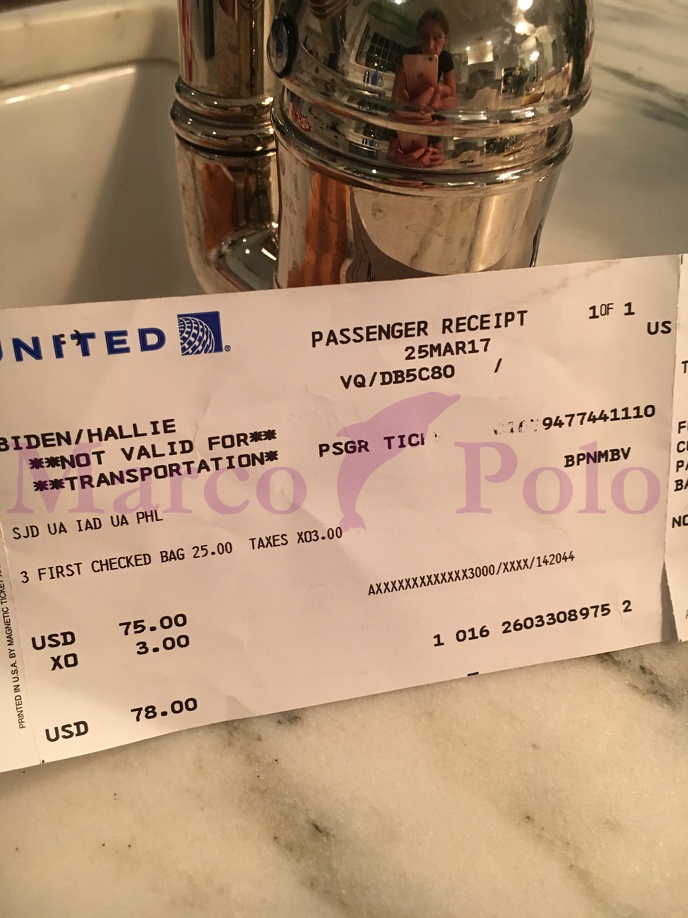 UNITED
PASSENGER RECEIPT
1 OF 1
25MAR17
US
VQ/DB5C80 /
BIDEN/HALLIE
**NOT VALID FOR**
**TRANSPORTATION*
PSGR 9477441110
BPNMBV
Marco Polo
SJD UA IAD UA PHL
3 FIRST CHECKED BAG 25.00 TAXES XO3.00
AXXXXXXXXXXXXX3000/XXXX/142044
USD 75.00
XO 3.00
1 016 2603308975 2
USD 78.00
PRINTED IN U.S.A. BY MAGNETIC TICKET